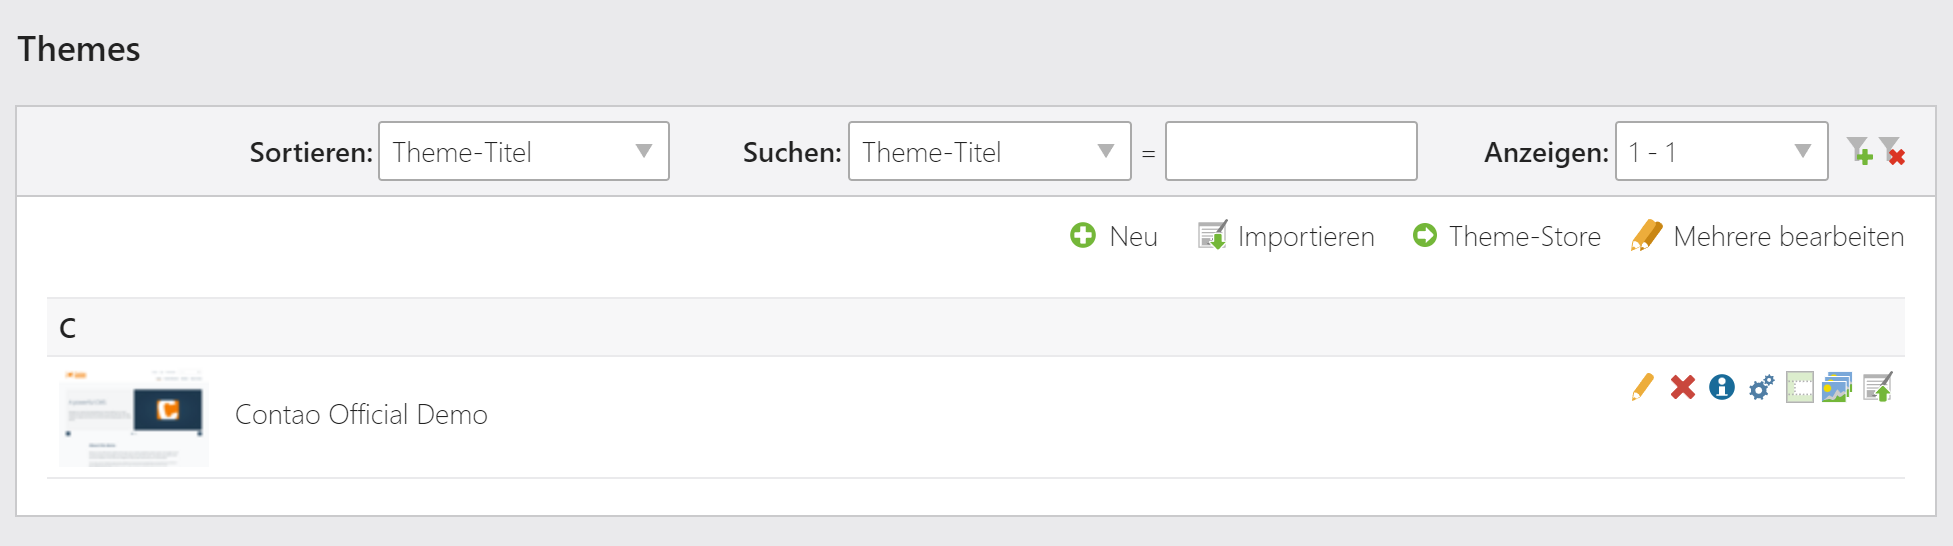 Themes
Sortieren: Theme-Titel Suchen: Theme-Titel = Anzeigen: 1 - 1
Neu Importieren Theme-Store Mehrere bearbeiten
C
Contao Official Demo